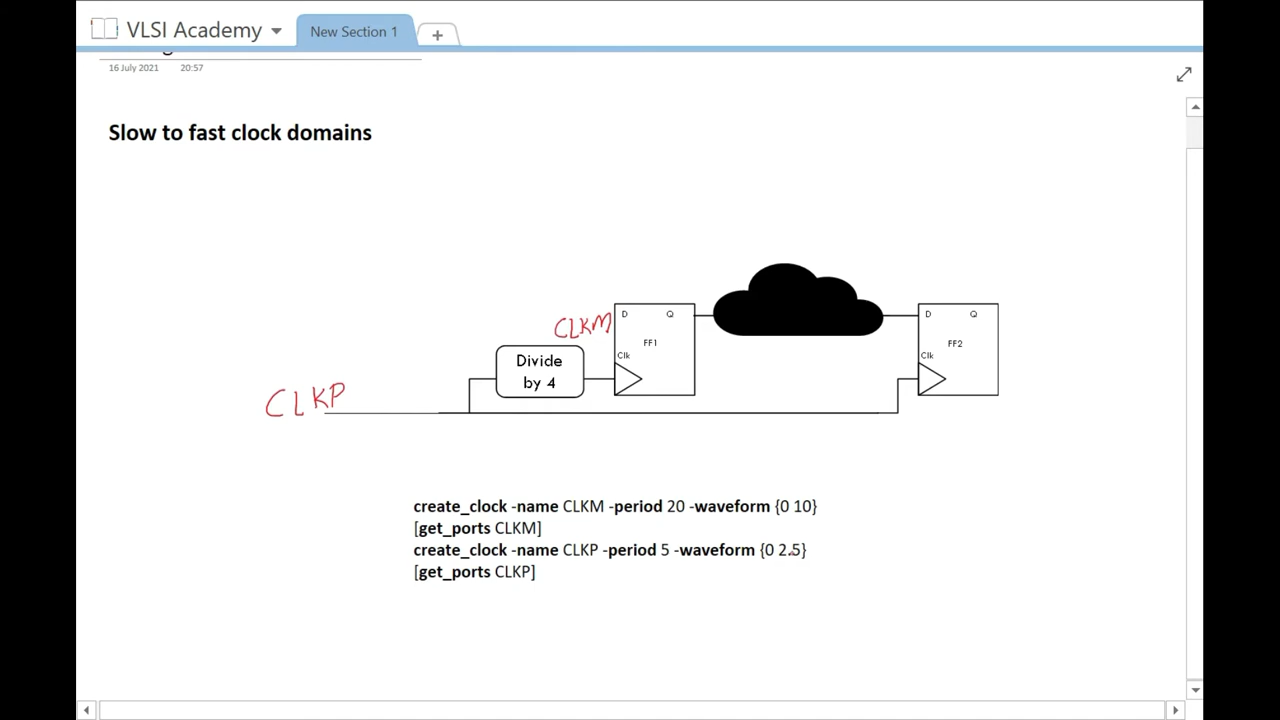 VLSI Academy
New Section 1
16 July 2021 20:57
Slow to fast clock domains
CLKM
D Q
FF1
Clk
D Q
FF2
Clk
Divide
by 4
CLKP
create_clock -name CLKM -period 20 -waveform {0 10}
[get_ports CLKM]
create_clock -name CLKP -period 5 -waveform {0 2.5}
[get_ports CLKP]